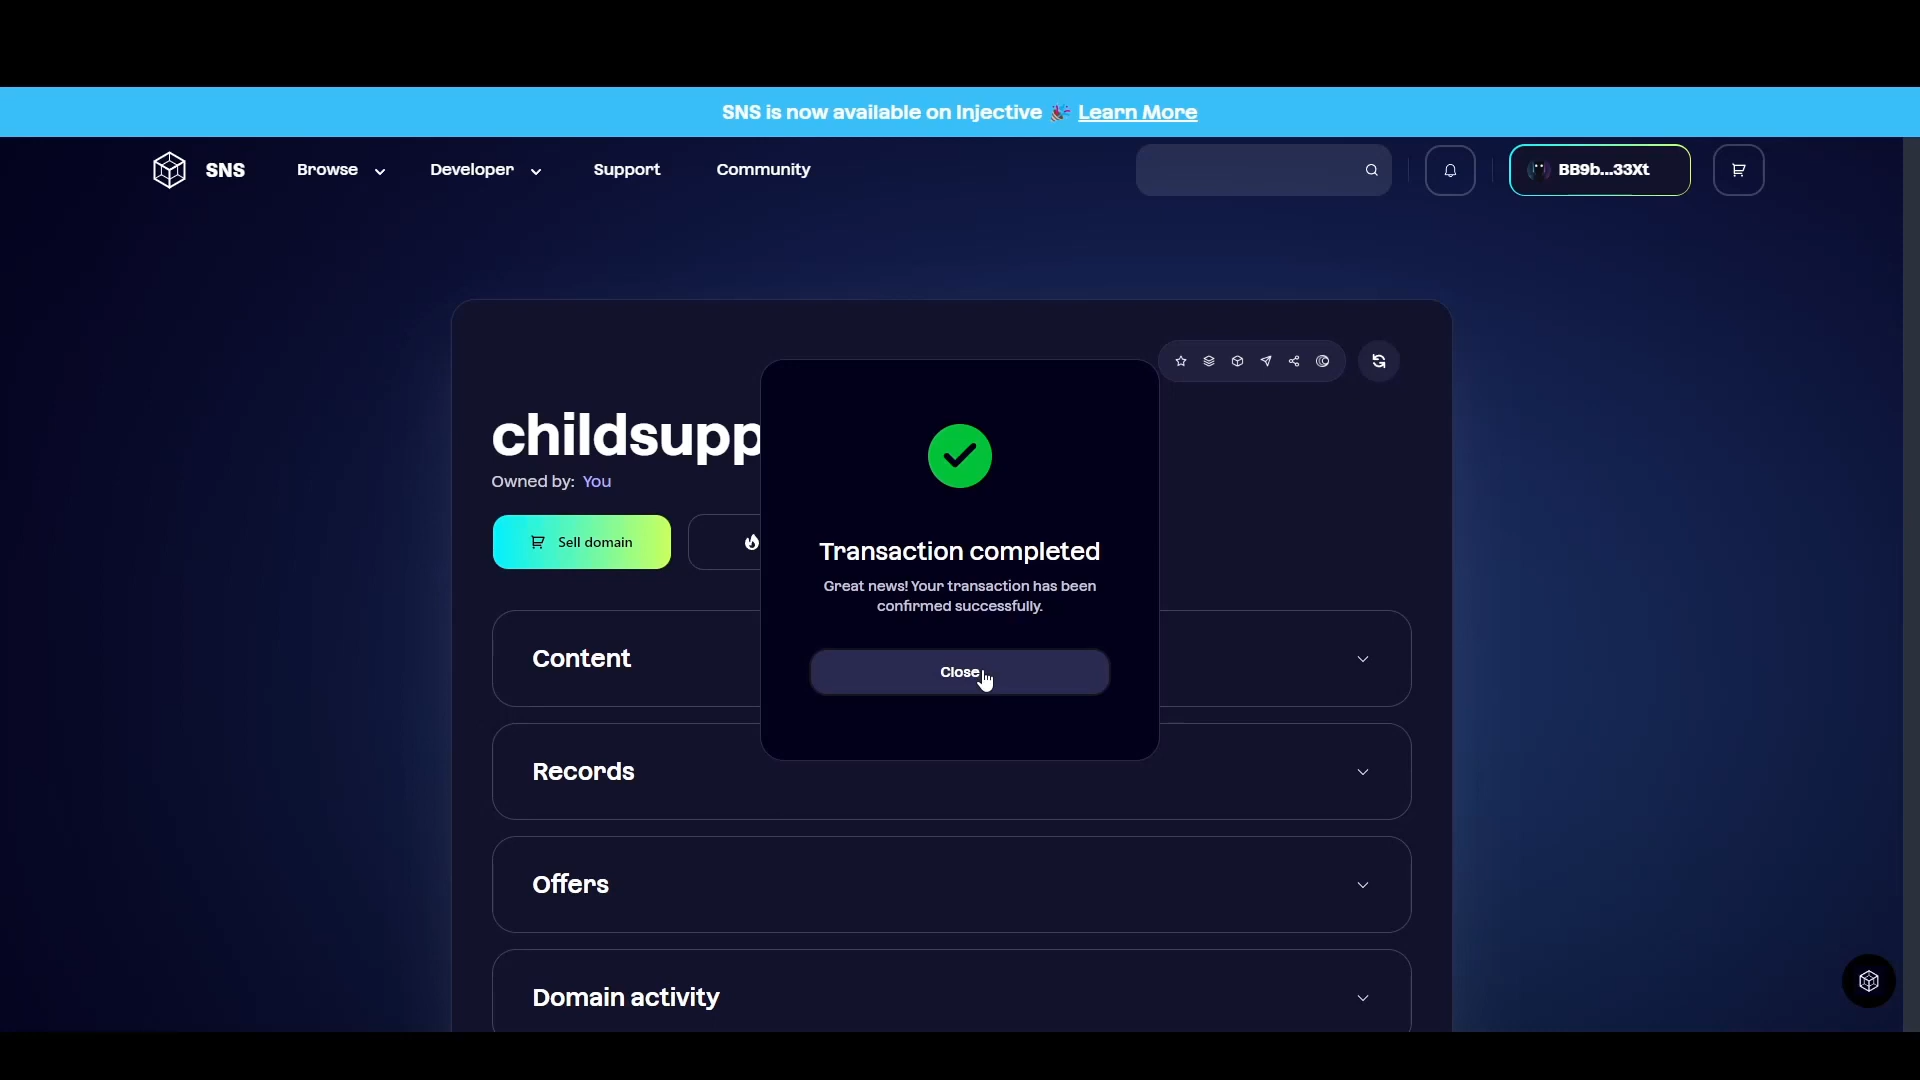 SNS is now available on Injective 🎉 Learn More
SNS
Browse
Developer
Support
Community
BB9b...33Xt
childsupp
Owned by: You
Sell domain
Transaction completed
Great news! Your transaction has been
confirmed successfully.
Close
Content
Records
Offers
Domain activity